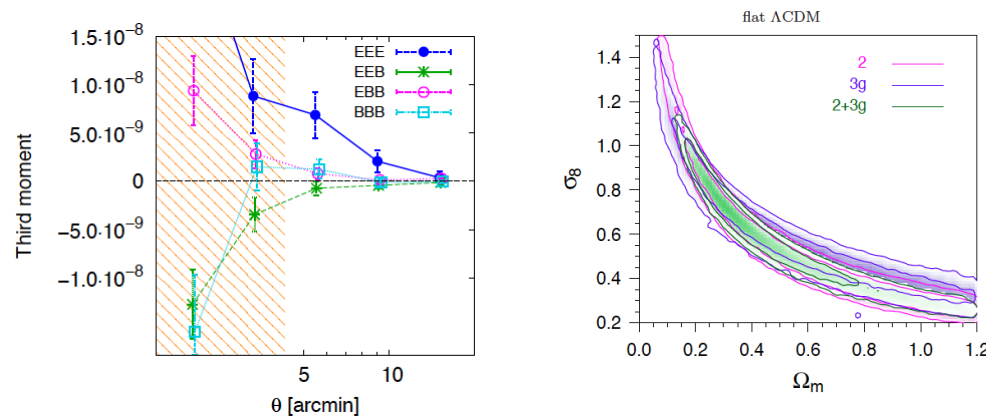 1.5·10⁻⁸
1.0·10⁻⁸
5.0·10⁻⁹
0
−5.0·10⁻⁹
−1.0·10⁻⁸
Third moment
EEE
EEB
EBB
BBB
5
10
θ [arcmin]
flat ΛCDM
2
3g
2+3g
1.4
1.2
1.0
0.8
0.6
0.4
0.2
σ₈
0.0
0.2
0.4
0.6
0.8
1.0
1.2
Ωₘ